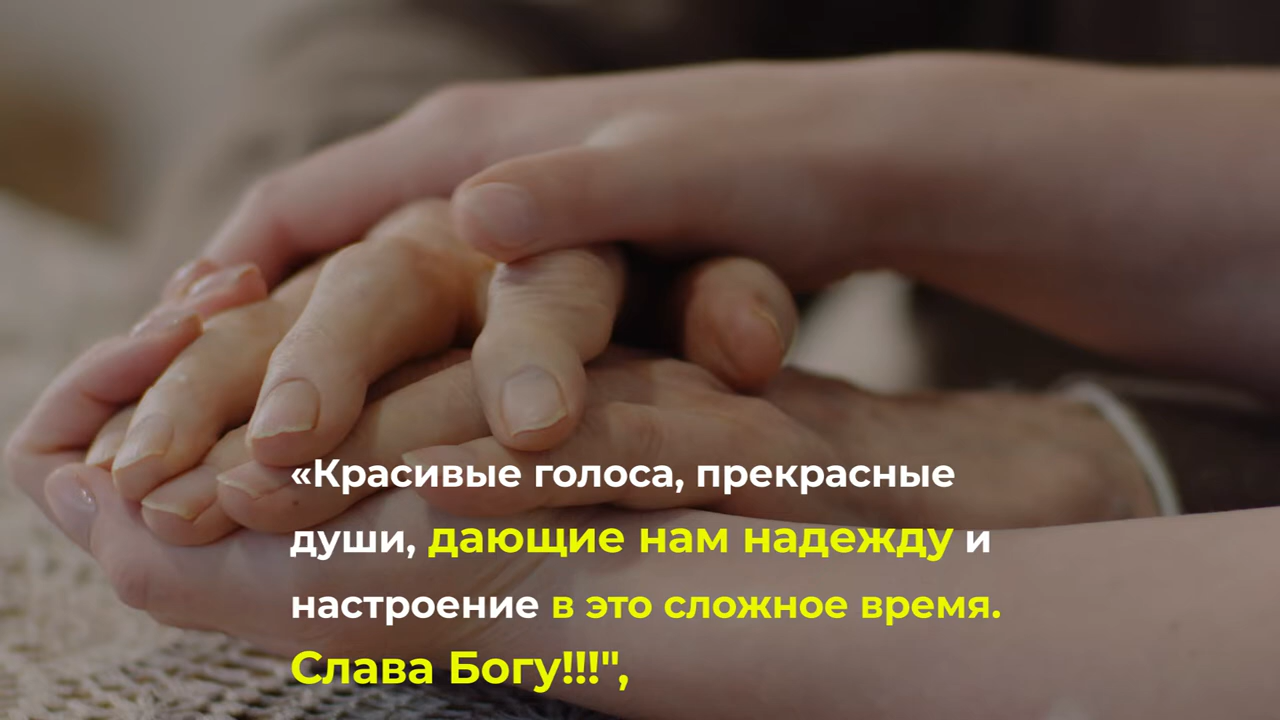 «Красивые голоса, прекрасные
души, дающие нам надежду и
настроение в это сложное время.
Слава Богу!!!",